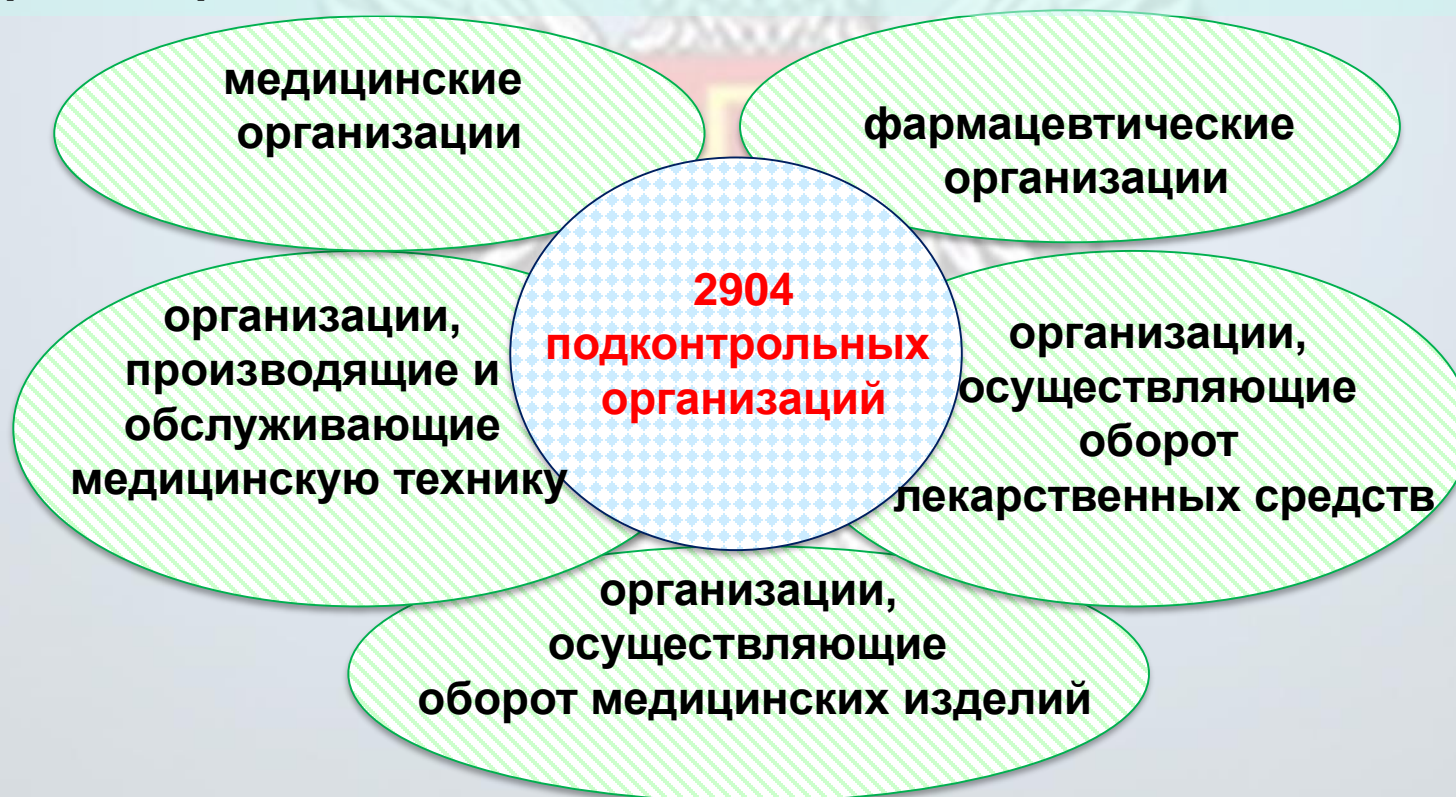 медицинские
организации
фармацевтические
организации
2904
подконтрольных
организаций
организации,
производящие и
обслуживающие
медицинскую технику
организации,
осуществляющие
оборот
лекарственных средств
организации,
осуществляющие
оборот медицинских изделий